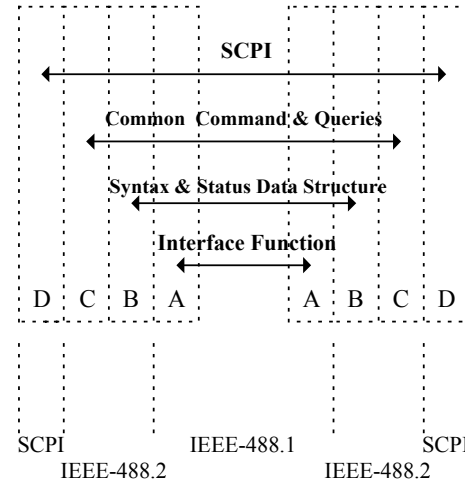 SCPI
Common Command & Queries
Syntax & Status Data Structure
Interface Function
D C B A A B C D
SCPI IEEE-488.1 SCPI
IEEE-488.2 IEEE-488.2